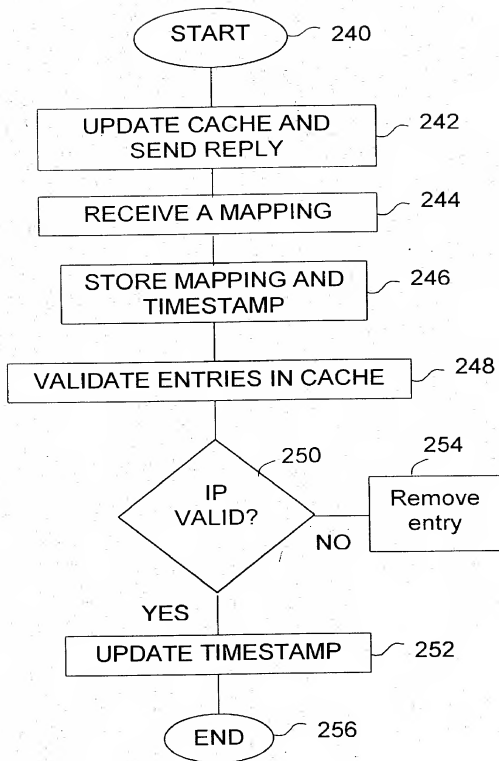 START
240
UPDATE CACHE AND
SEND REPLY
242
RECEIVE A MAPPING
244
STORE MAPPING AND
TIMESTAMP
246
VALIDATE ENTRIES IN CACHE
248
250
IP
VALID?
254
Remove
entry
NO
YES
UPDATE TIMESTAMP
252
END
256